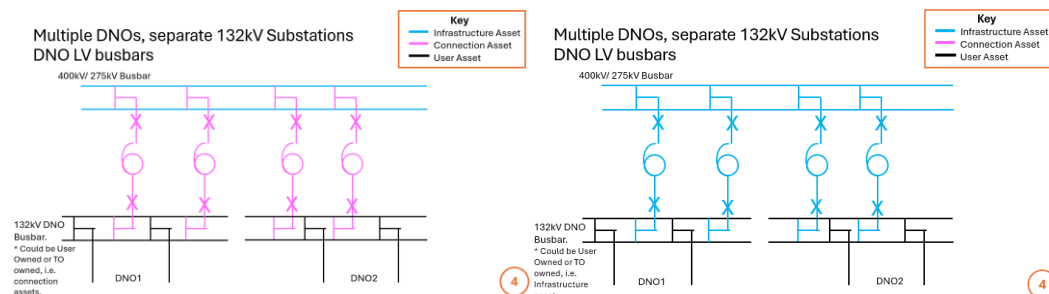 Multiple DNOs, separate 132kV Substations
DNO LV busbars
Key
Infrastructure Asset
Connection Asset
User Asset
400kV/ 275kV Busbar
132kV DNO
Busbar.
* Could be User
Owned or TO
owned, i.e.
connection
assets.
DNO1
DNO2
4
Multiple DNOs, separate 132kV Substations
DNO LV busbars
Key
Infrastructure Asset
Connection Asset
User Asset
400kV/ 275kV Busbar
132kV DNO
Busbar.
* Could be User
Owned or TO
owned, i.e.
Infrastructure
DNO1
DNO2
4